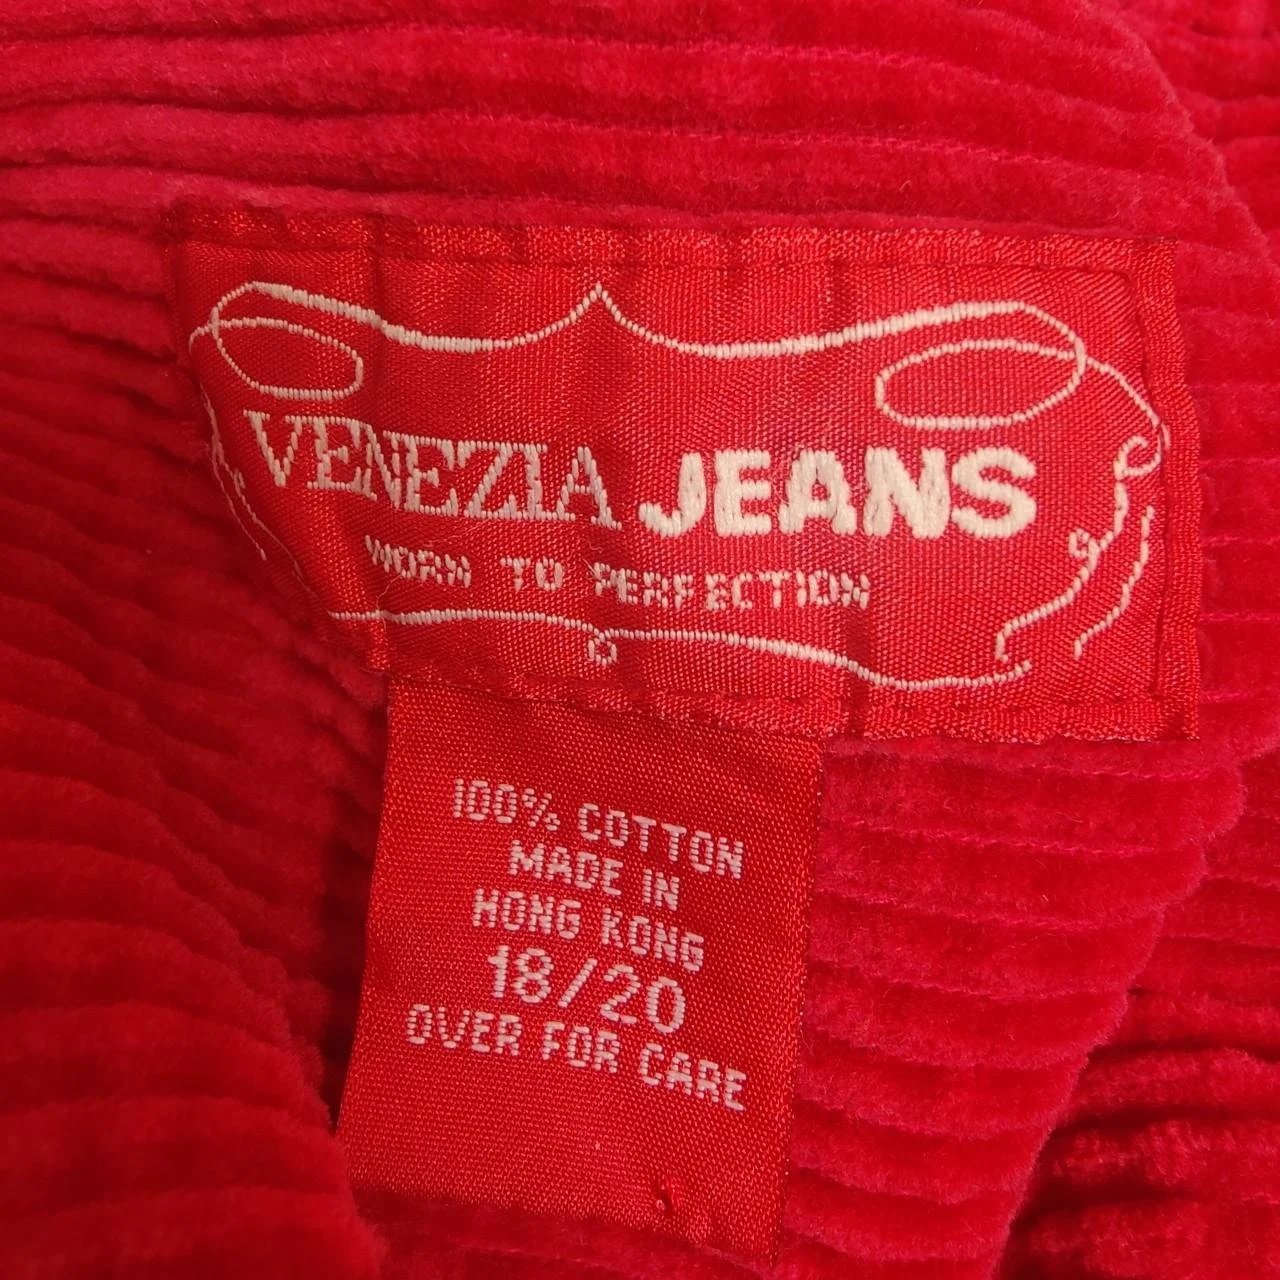 VENEZIA JEANS
WORN TO PERFECTION
100% COTTON
MADE IN
HONG KONG
18/20
OVER FOR CARE